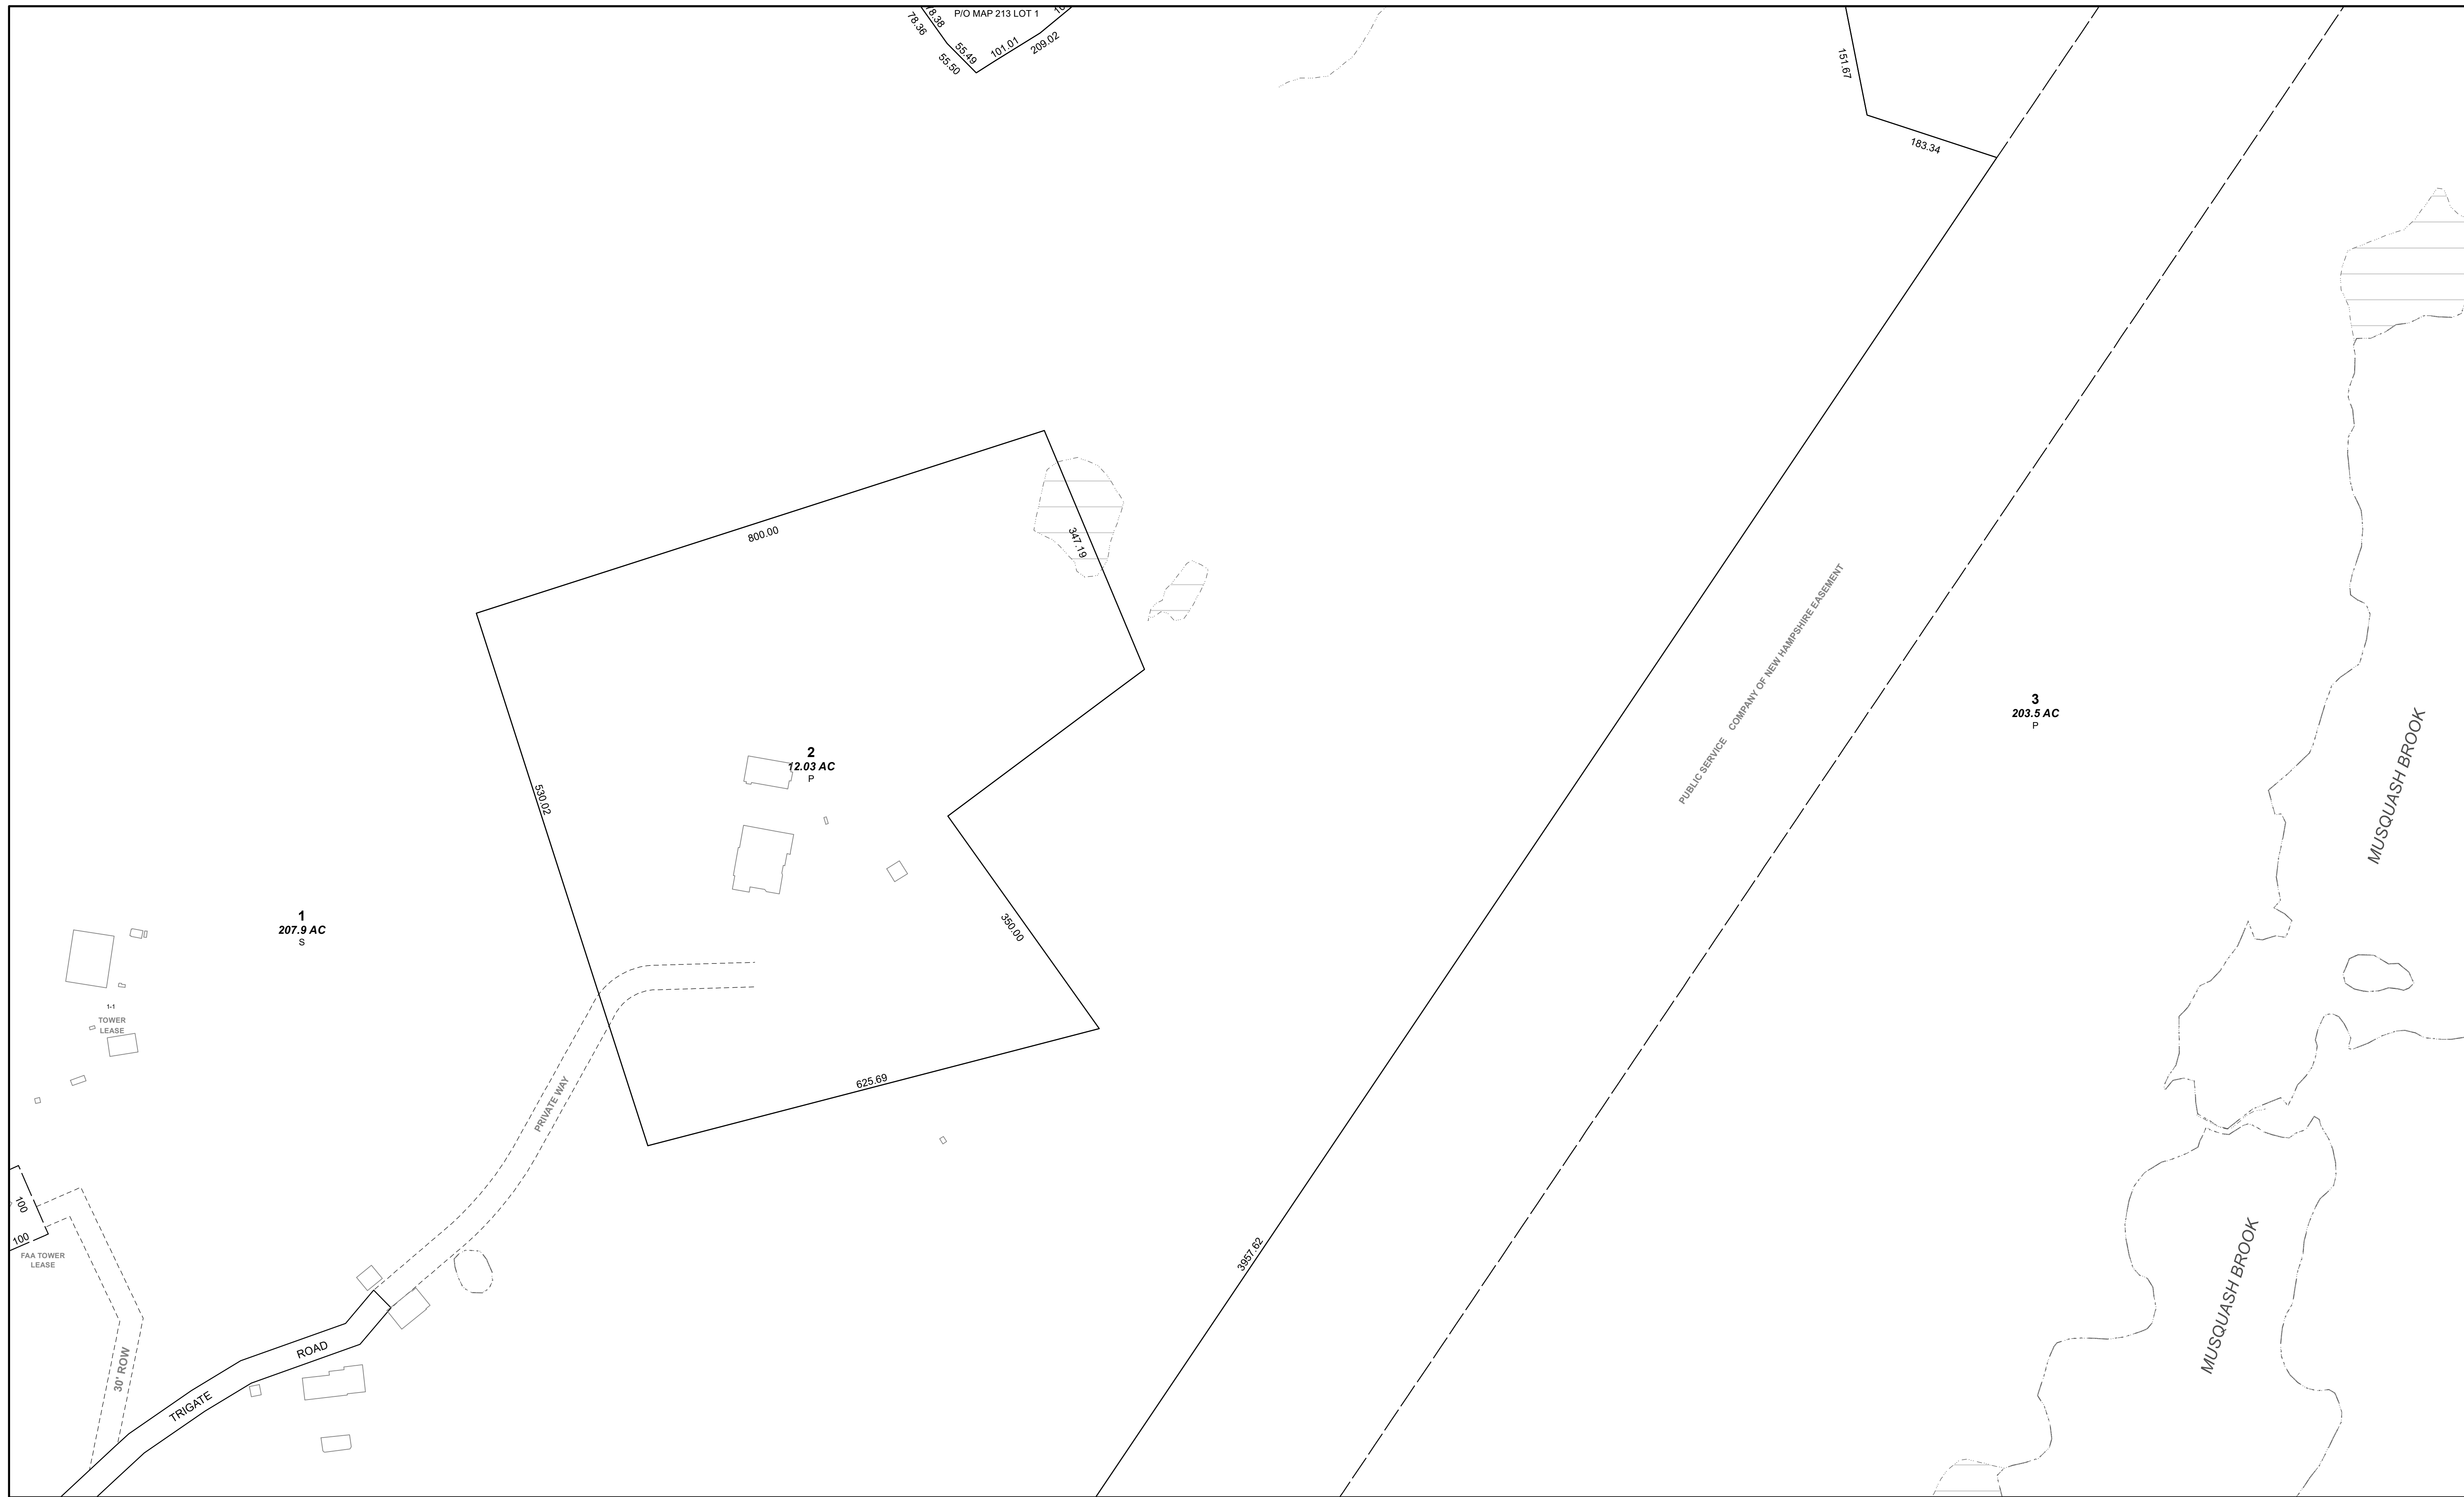 P/O MAP 213 LOT 1
78.38
78.36
55.49
55.50
101.01
209.02
151.67
183.34
800.00
347.19
530.02
2
12.03 AC
P
350.00
625.69
1
207.9 AC
S
1-1
TOWER
LEASE
PRIVATE WAY
100
100
FAA TOWER
LEASE
30' ROW
TRIGATE
ROAD
PUBLIC SERVICE COMPANY OF NEW HAMPSHIRE EASEMENT
3957.62
3
203.5 AC
P
MUSQUASH BROOK
MUSQUASH BROOK